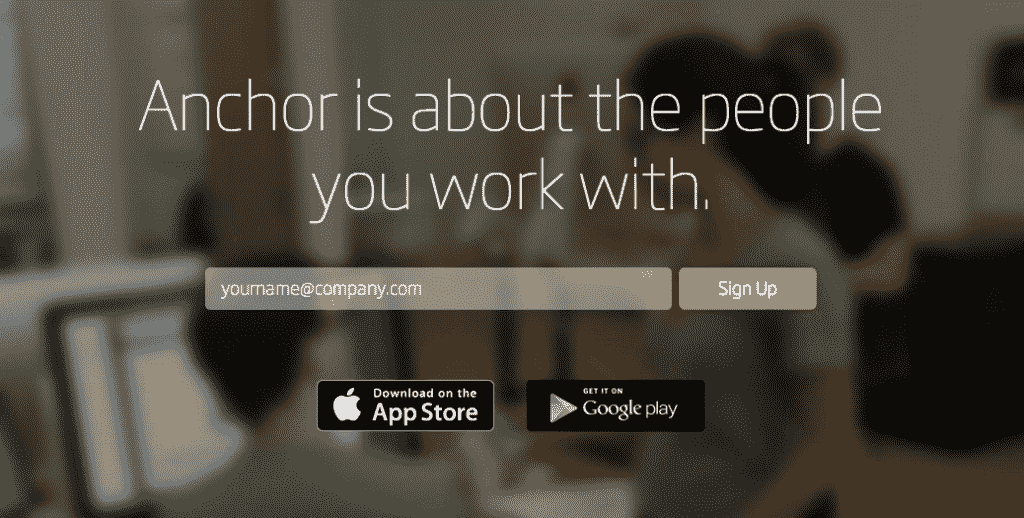 Anchor is about the people
you work with.
yourname@company.com
Sign Up
Download on the
App Store
GET IT ON
Google play